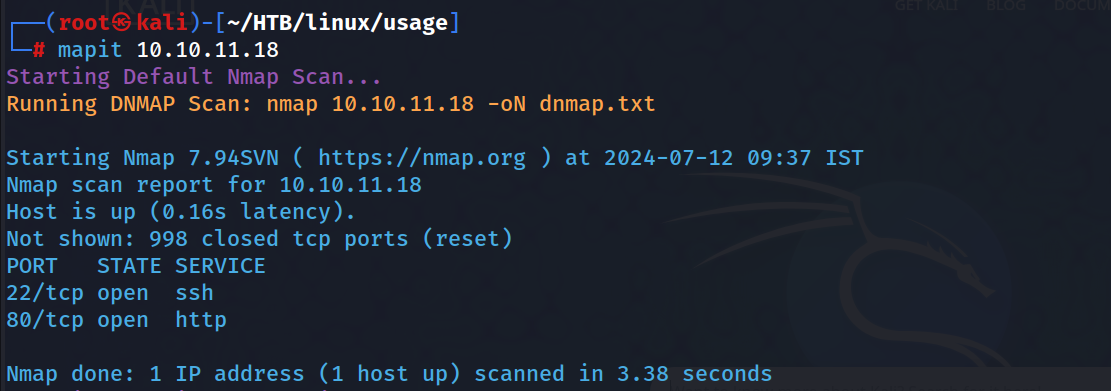 KALI
GET KALI BLOG DOCUM
┌──(root㉿kali)-[~/HTB/linux/usage]
└─# mapit 10.10.11.18
Starting Default Nmap Scan...
Running DNMAP Scan: nmap 10.10.11.18 -oN dnmap.txt
Starting Nmap 7.94SVN ( https://nmap.org ) at 2024-07-12 09:37 IST
Nmap scan report for 10.10.11.18
Host is up (0.16s latency).
Not shown: 998 closed tcp ports (reset)
PORT   STATE SERVICE
22/tcp open  ssh
80/tcp open  http
Nmap done: 1 IP address (1 host up) scanned in 3.38 seconds